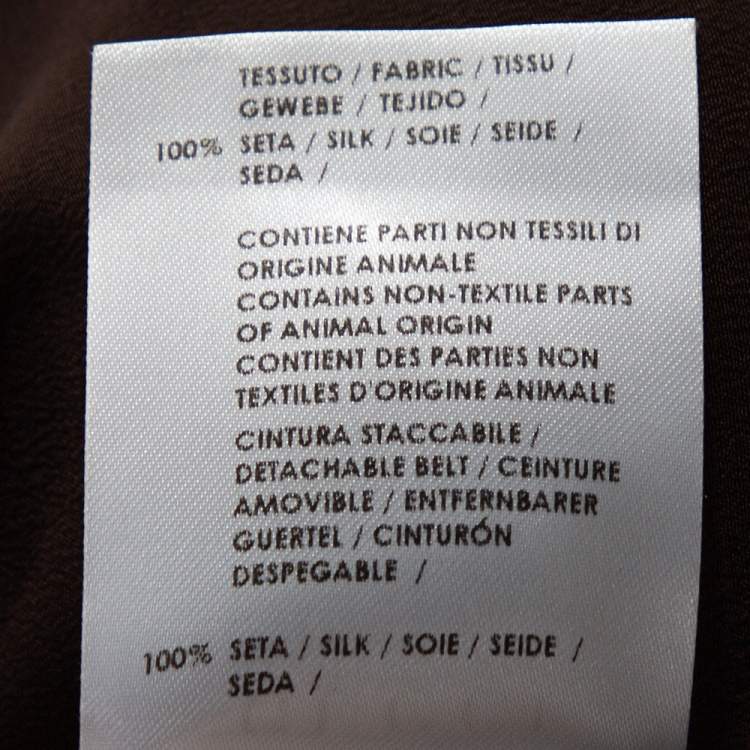 TESSUTO / FABRIC / TISSU /
GEWEBE / TEJIDO /
100% SETA / SILK / SOIE / SEIDE /
SEDA /
CONTIENE PARTI NON TESSILI DI
ORIGINE ANIMALE
CONTAINS NON-TEXTILE PARTS
OF ANIMAL ORIGIN
CONTIENT DES PARTIES NON
TEXTILES D'ORIGINE ANIMALE
CINTURA STACCABILE /
DETACHABLE BELT / CEINTURE
AMOVIBLE / ENTFERNBARER
GUERTEL / CINTURÓN
DESPEGABLE /
100% SETA / SILK / SOIE / SEIDE /
SEDA /